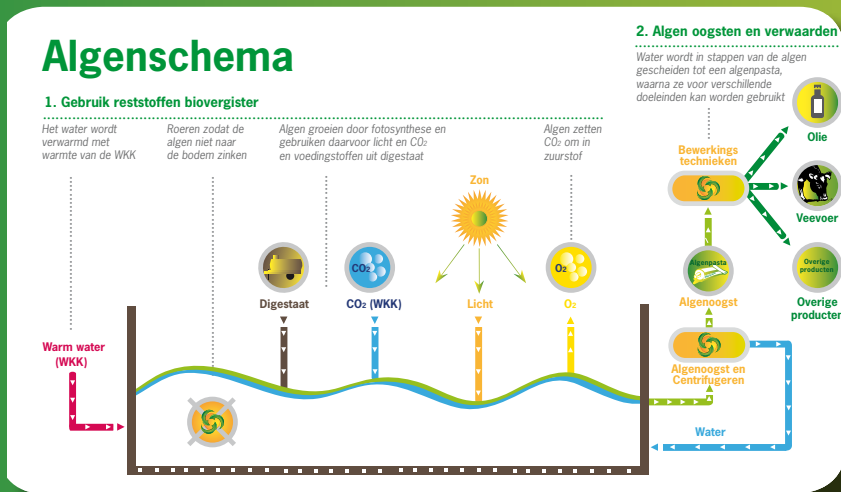 Algenschema
1. Gebruik reststoffen biovergister
Het water wordt
verwarmd met
warmte van de WKK
Roeren zodat de
algen niet naar
de bodem zinken
Algen groeien door fotosynthese en
gebruiken daarvoor licht en CO₂
en voedingstoffen uit digestaat
Algen zetten
CO₂ om in
zuurstof
Zon
CO₂
O₂
Digestaat
CO₂ (WKK)
Licht
O₂
Warm water
(WKK)
2. Algen oogsten en verwaarden
Water wordt in stappen van de algen
gescheiden tot een algenpasta,
waarna ze voor verschillende
doeleinden kan worden gebruikt
Bewerkings
technieken
Olie
Veevoer
Overige
producten
Overige
producten
Algenpasta
Algenoogst
Algenoogst en
Centrifugeren
Water